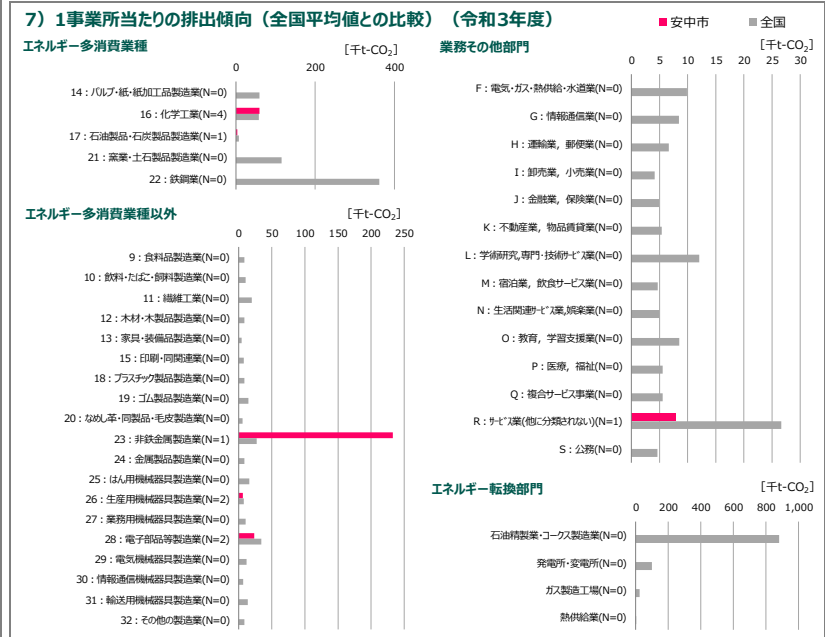 7）1事業所当たりの排出傾向（全国平均値との比較）（令和3年度）
■安中市 ■全国
エネルギー多消費業種
［千t-CO₂］
0 200 400
14：パルプ・紙・紙加工品製造業(N=0)
16：化学工業(N=4)
17：石油製品・石炭製品製造業(N=1)
21：窯業・土石製品製造業(N=0)
22：鉄鋼業(N=0)
エネルギー多消費業種以外
［千t-CO₂］
0 50 100 150 200 250
9：食料品製造業(N=0)
10：飲料・たばこ・飼料製造業(N=0)
11：繊維工業(N=0)
12：木材・木製品製造業(N=0)
13：家具・装備品製造業(N=0)
15：印刷・同関連業(N=0)
18：プラスチック製品製造業(N=0)
19：ゴム製品製造業(N=0)
20：なめし革・同製品・毛皮製造業(N=0)
23：非鉄金属製造業(N=1)
24：金属製品製造業(N=0)
25：はん用機械器具製造業(N=0)
26：生産用機械器具製造業(N=2)
27：業務用機械器具製造業(N=0)
28：電子部品等製造業(N=2)
29：電気機械器具製造業(N=0)
30：情報通信機械器具製造業(N=0)
31：輸送用機械器具製造業(N=0)
32：その他の製造業(N=0)
業務その他部門
［千t-CO₂］
0 5 10 15 20 25 30
F：電気・ガス・熱供給・水道業(N=0)
G：情報通信業(N=0)
H：運輸業，郵便業(N=0)
I：卸売業，小売業(N=0)
J：金融業，保険業(N=0)
K：不動産業，物品賃貸業(N=0)
L：学術研究,専門・技術サービス業(N=0)
M：宿泊業，飲食サービス業(N=0)
N：生活関連サービス業,娯楽業(N=0)
O：教育，学習支援業(N=0)
P：医療，福祉(N=0)
Q：複合サービス事業(N=0)
R：サービス業(他に分類されない)(N=1)
S：公務(N=0)
エネルギー転換部門
［千t-CO₂］
0 200 400 600 800 1,000
石油精製業・コークス製造業(N=0)
発電所・変電所(N=0)
ガス製造工場(N=0)
熱供給業(N=0)